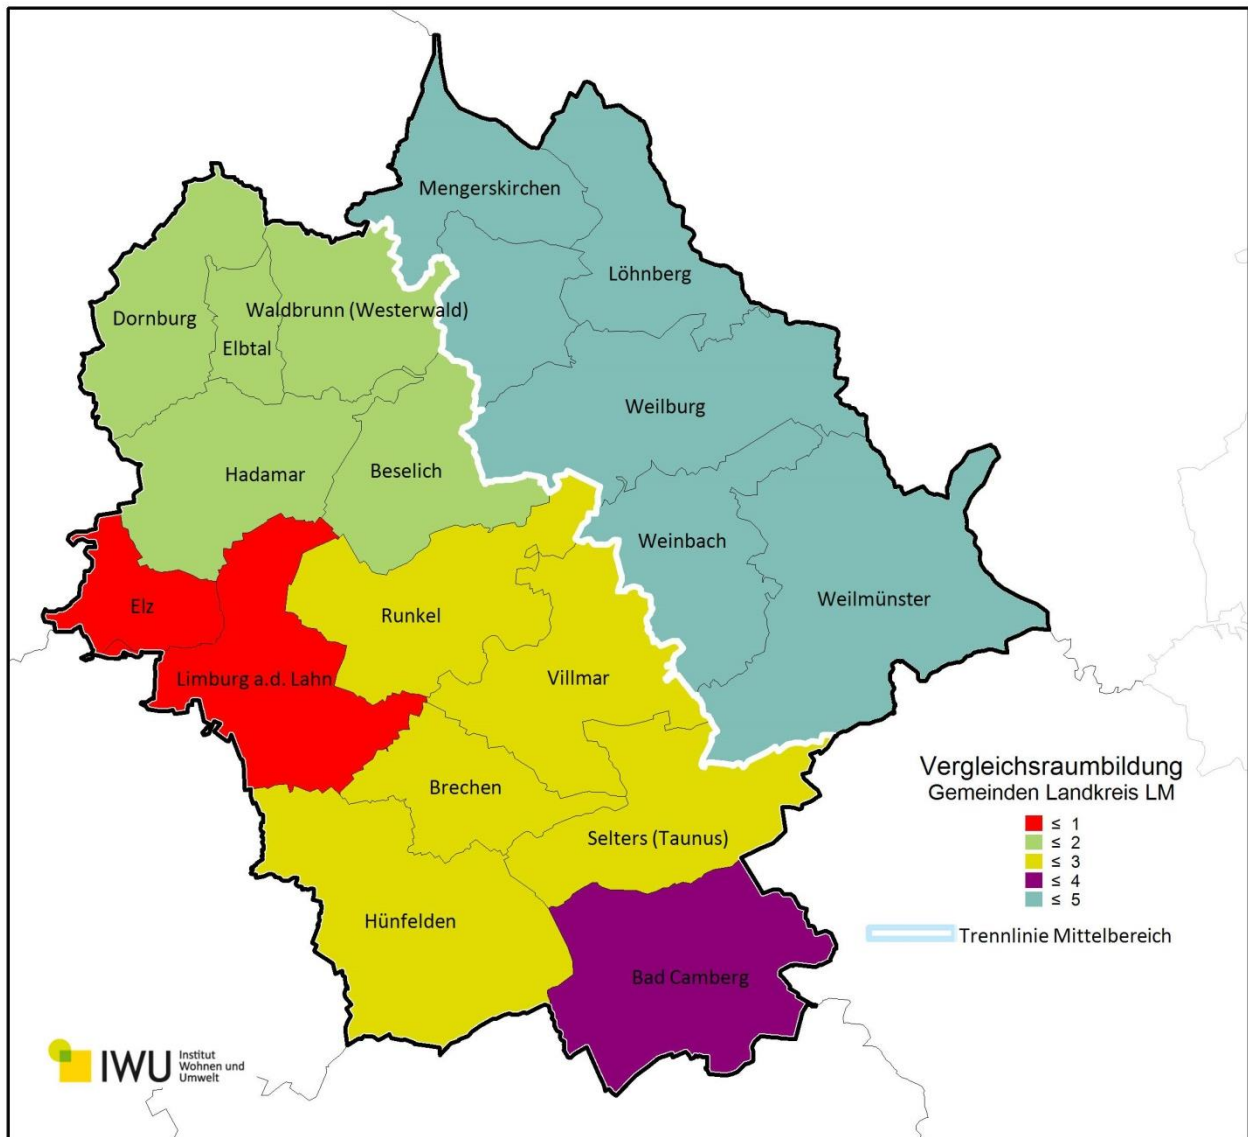 Mengerskirchen
Löhnberg
Waldbrunn (Westerwald)
Dornburg
Elbtal
Weilburg
Hadamar
Beselich
Weinbach
Weilmünster
Elz
Runkel
Limburg a.d. Lahn
Villmar
Brechen
Selters (Taunus)
Hünfelden
Bad Camberg
Vergleichsraumbildung
Gemeinden Landkreis LM
≤ 1
≤ 2
≤ 3
≤ 4
≤ 5
Trennlinie Mittelbereich
IWU
Institut
Wohnen und
Umwelt